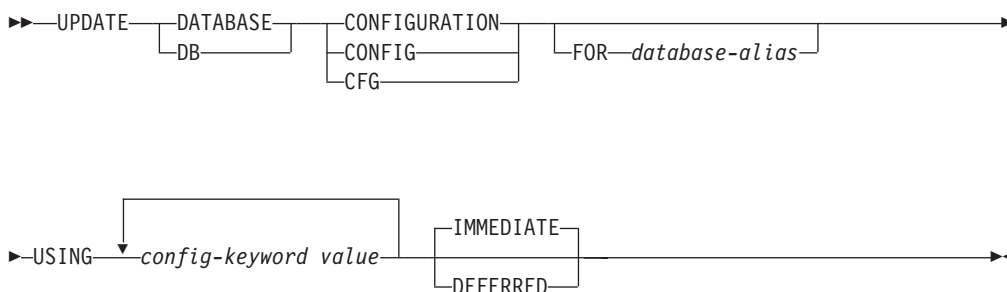 UPDATE DATABASE CONFIGURATION
DB CONFIG FOR database-alias
CFG
IMMEDIATE
USING config-keyword value
DEFERRED